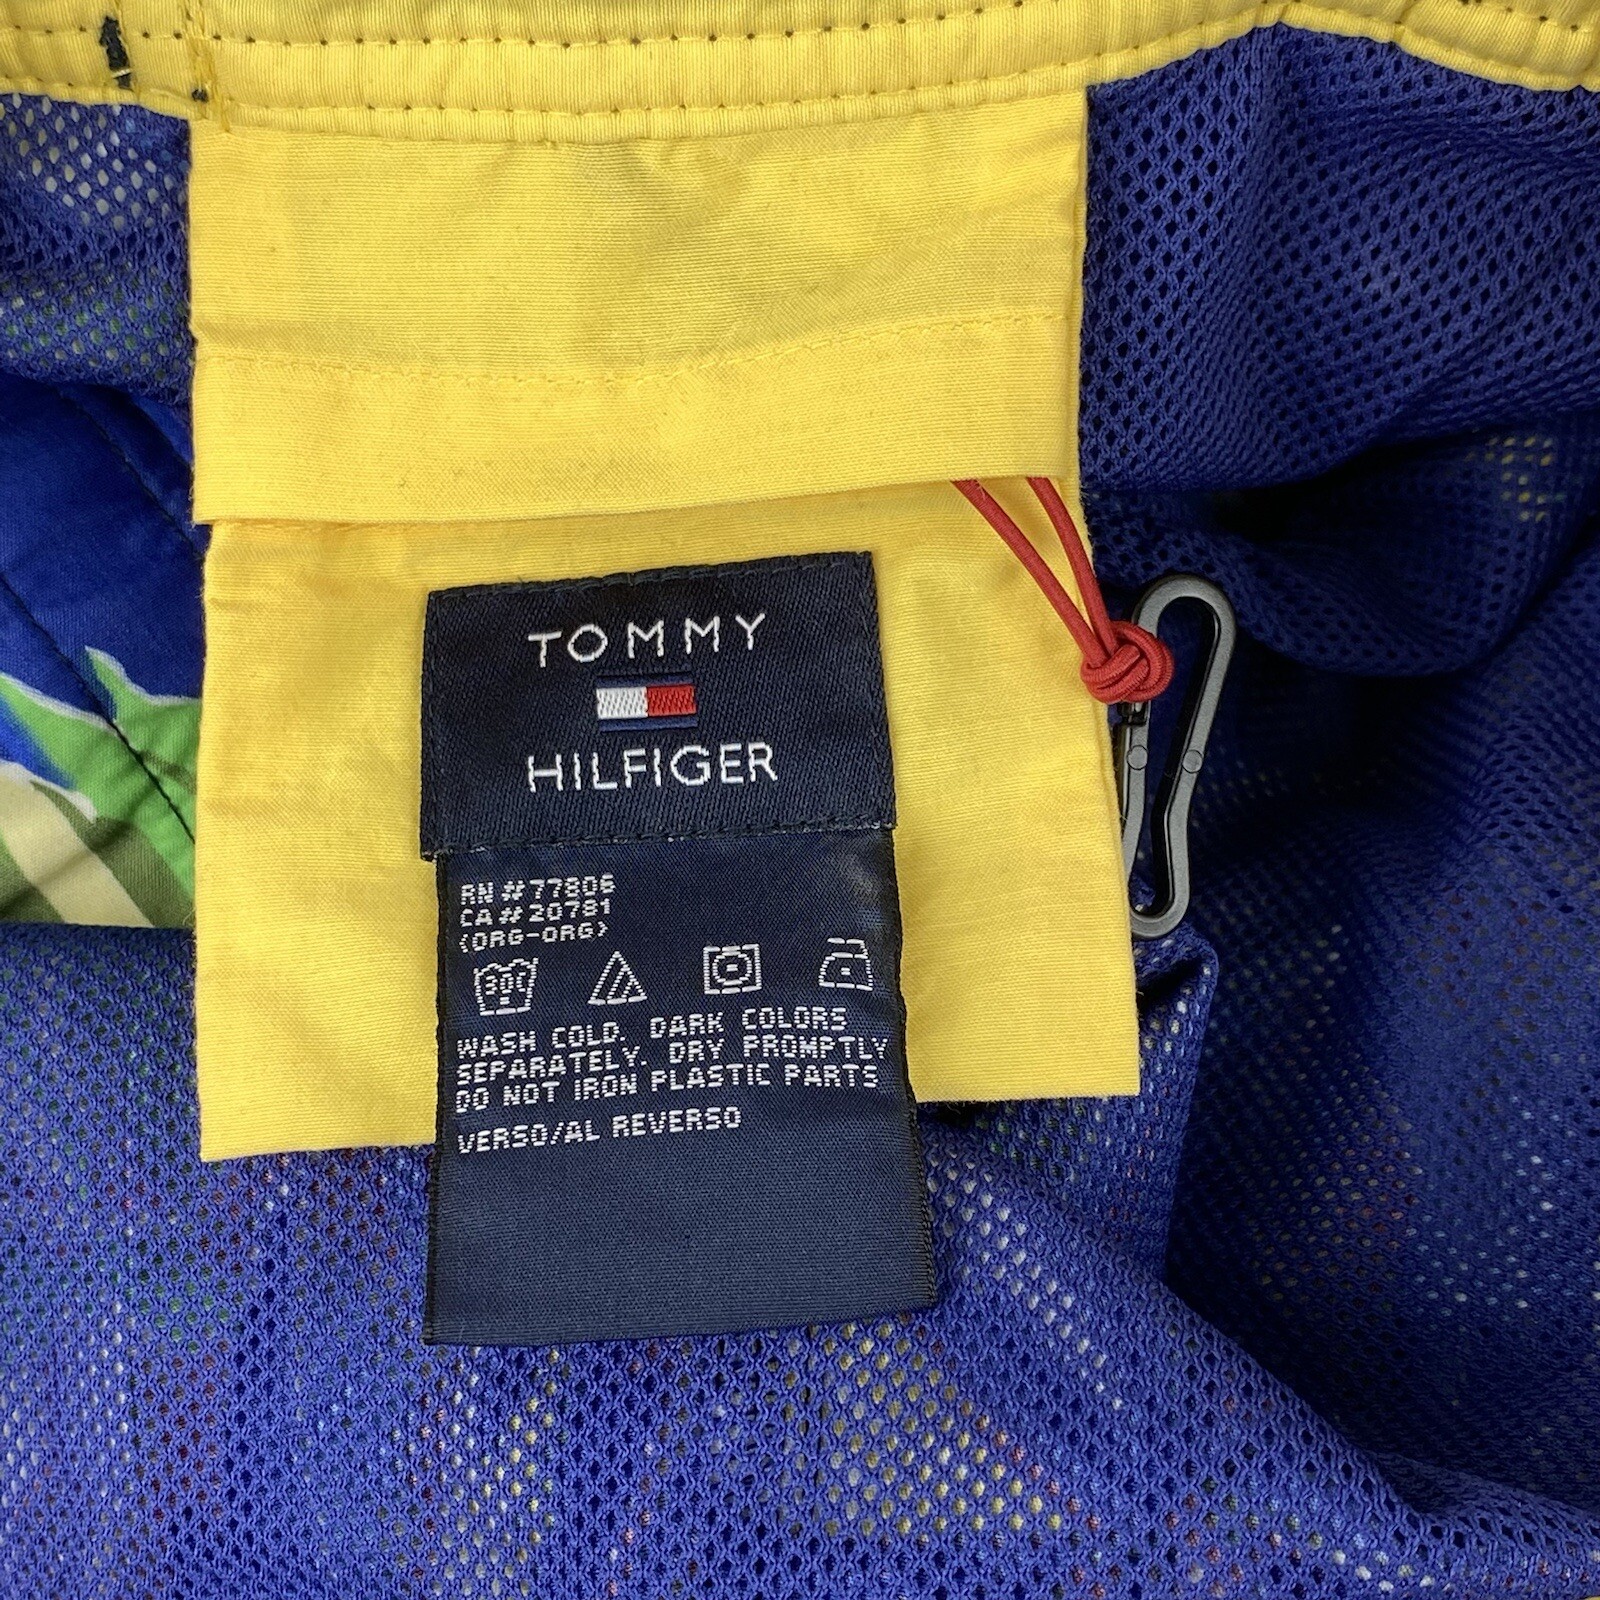 TOMMY
HILFIGER
RN # 77806
CA # 20781
(ORG-ORG)
30C
WASH COLD. DARK COLORS
SEPARATELY. DRY PROMPTLY
DO NOT IRON PLASTIC PARTS
VERSO/AL REVERSO